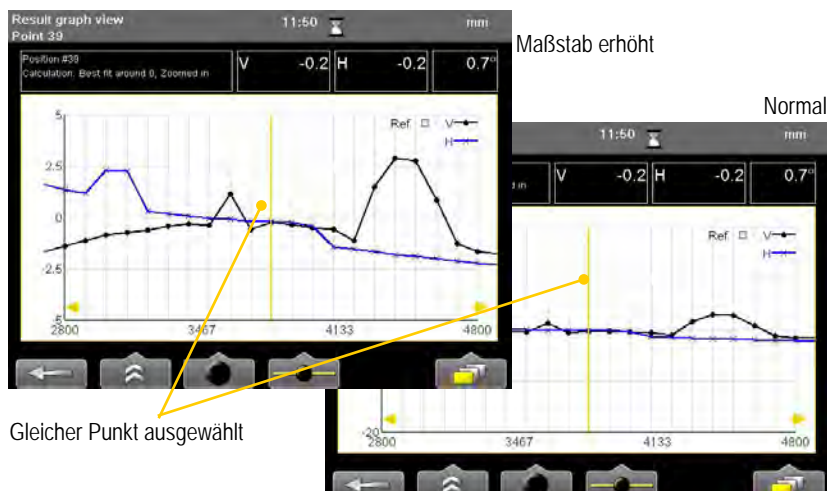 Result graph view
Point 39
11:50
mm
Maßstab erhöht
Position #39
Calculation: Best fit around 0, Zoomed in
V -0.2 H -0.2 0.7°
5
Ref V
H
2.5
0
-2.5
-5
2800 3467 4133 4800
Gleicher Punkt ausgewählt
Normal
11:50
mm
d in
V -0.2 H -0.2 0.7°
Ref V
H
-20
2800 3467 4133 4800